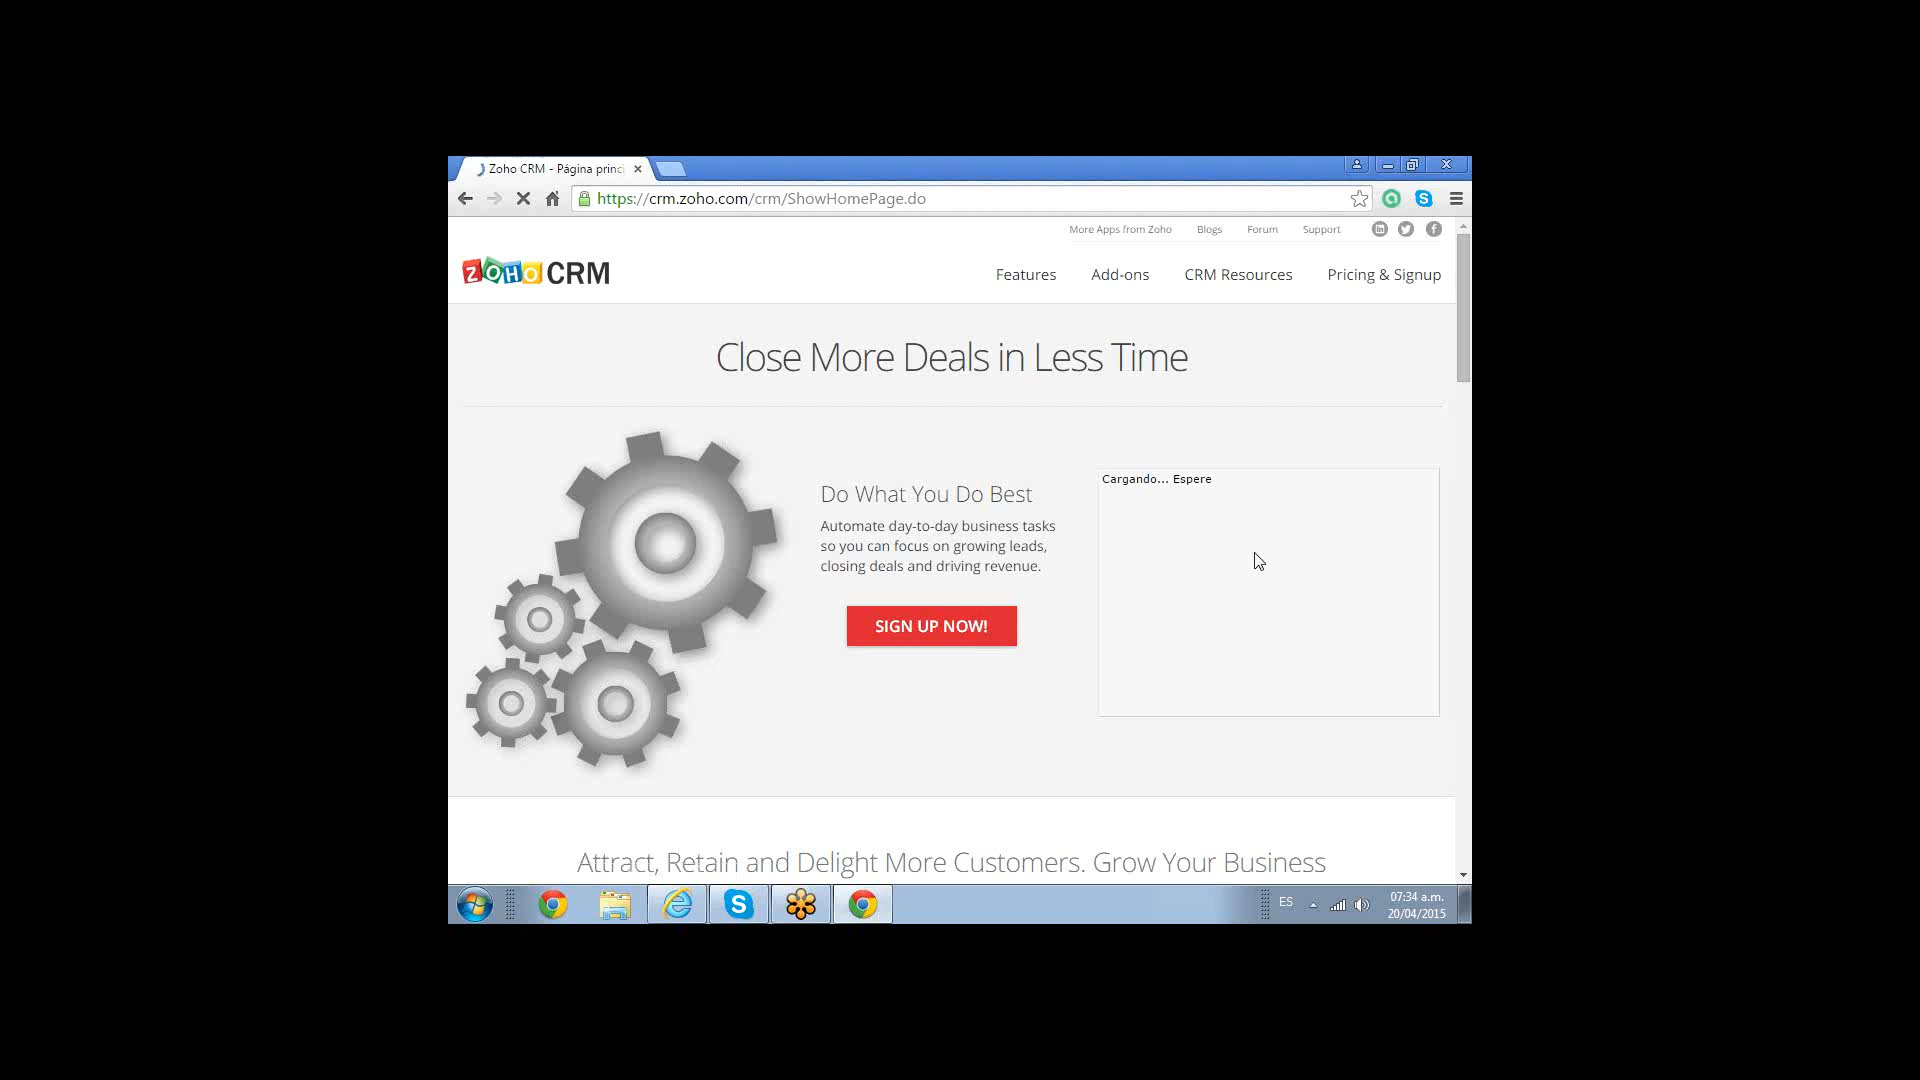 Zoho CRM - Página princ
https://crm.zoho.com/crm/ShowHomePage.do
More Apps from Zoho Blogs Forum Support
ZOHO CRM
Features Add-ons CRM Resources Pricing & Signup
Close More Deals in Less Time
Do What You Do Best
Automate day-to-day business tasks
so you can focus on growing leads,
closing deals and driving revenue.
SIGN UP NOW!
Cargando... Espere
Attract, Retain and Delight More Customers. Grow Your Business
ES
07:34 a.m.
20/04/2015